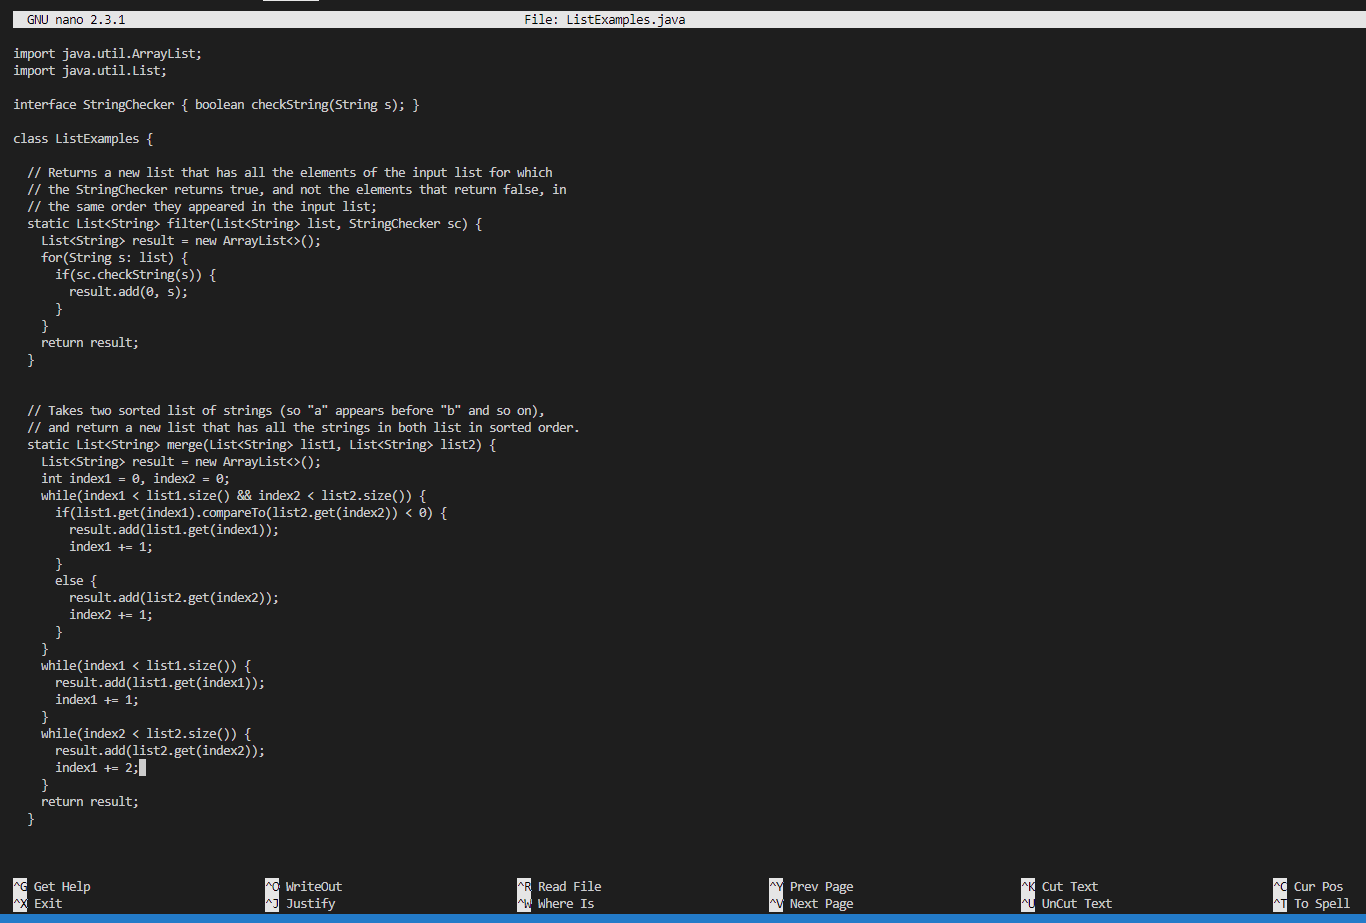 GNU nano 2.3.1 File: ListExamples.java
import java.util.ArrayList;
import java.util.List;
interface StringChecker { boolean checkString(String s); }
class ListExamples {
// Returns a new list that has all the elements of the input list for which
// the StringChecker returns true, and not the elements that return false, in
// the same order they appeared in the input list;
static List<String> filter(List<String> list, StringChecker sc) {
List<String> result = new ArrayList<>();
for(String s: list) {
if(sc.checkString(s)) {
result.add(0, s);
}
}
return result;
}
// Takes two sorted list of strings (so "a" appears before "b" and so on),
// and return a new list that has all the strings in both list in sorted order.
static List<String> merge(List<String> list1, List<String> list2) {
List<String> result = new ArrayList<>();
int index1 = 0, index2 = 0;
while(index1 < list1.size() && index2 < list2.size()) {
if(list1.get(index1).compareTo(list2.get(index2)) < 0) {
result.add(list1.get(index1));
index1 += 1;
}
else {
result.add(list2.get(index2));
index2 += 1;
}
}
while(index1 < list1.size()) {
result.add(list1.get(index1));
index1 += 1;
}
while(index2 < list2.size()) {
result.add(list2.get(index2));
index1 += 2;
}
return result;
}
^G Get Help ^O WriteOut ^R Read File ^Y Prev Page ^K Cut Text ^C Cur Pos
^X Exit ^J Justify ^W Where Is ^V Next Page ^U UnCut Text ^T To Spell